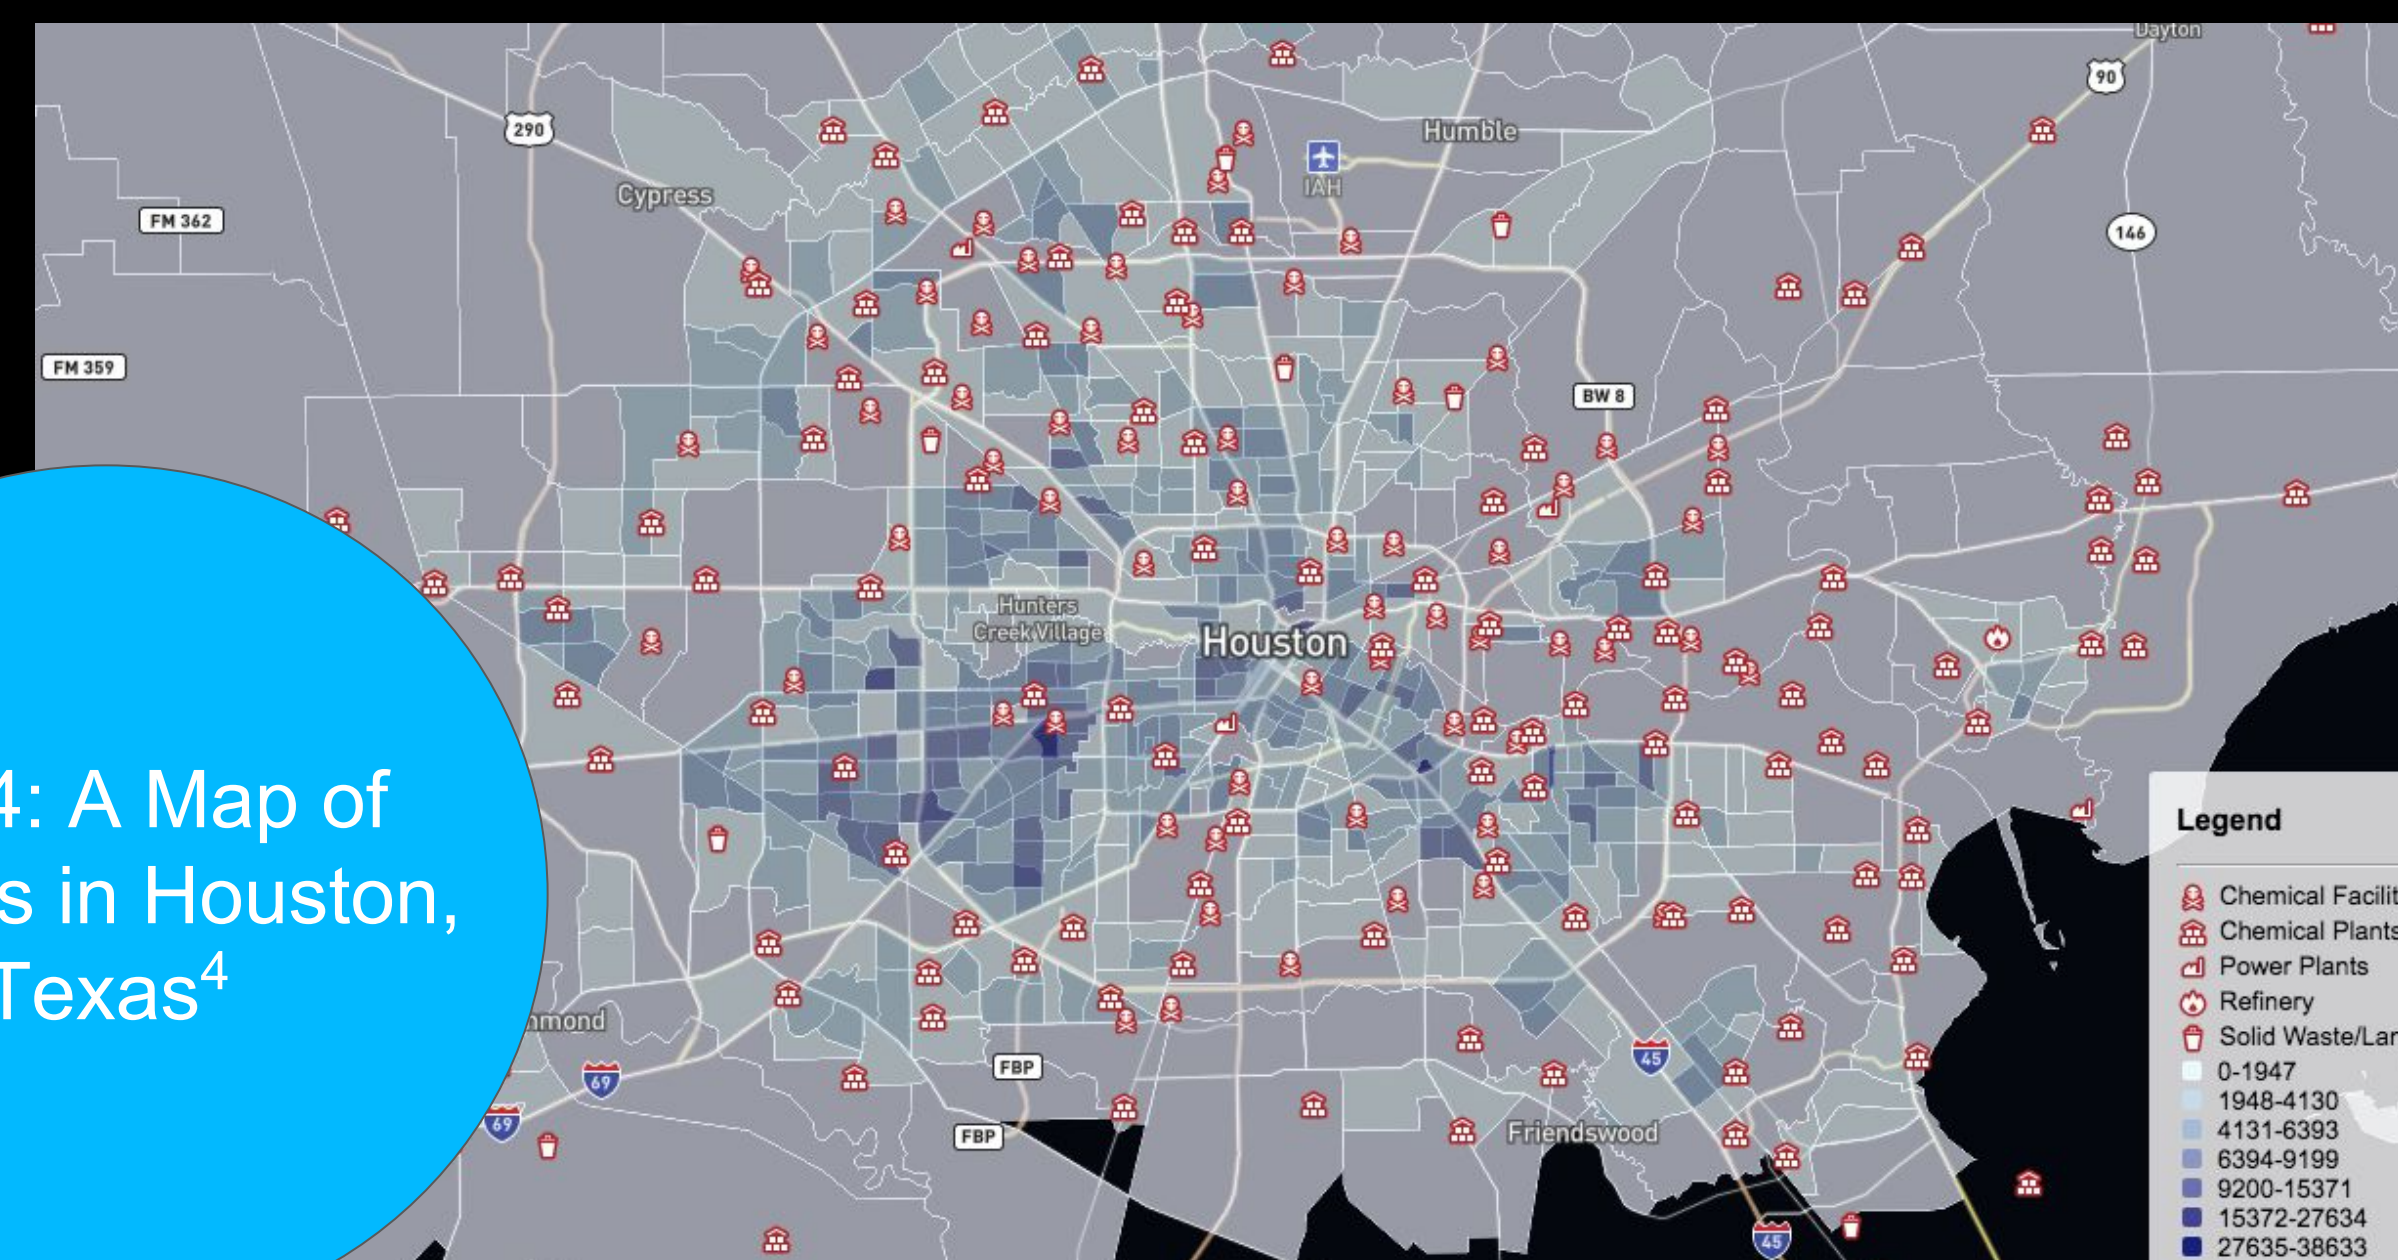 Dayton
90
290
Humble
IAH
Cypress
FM 362
146
FM 359
BW 8
Hunters
Creek Village
Houston
4: A Map of
s in Houston,
Texas4
Legend
Chemical Facilit
Chemical Plants
Power Plants
Refinery
Solid Waste/Lan
0-1947
1948-4130
4131-6393
6394-9199
9200-15371
15372-27634
27635-38633
mond
69
69
FBP
FBP
45
Friendswood
45